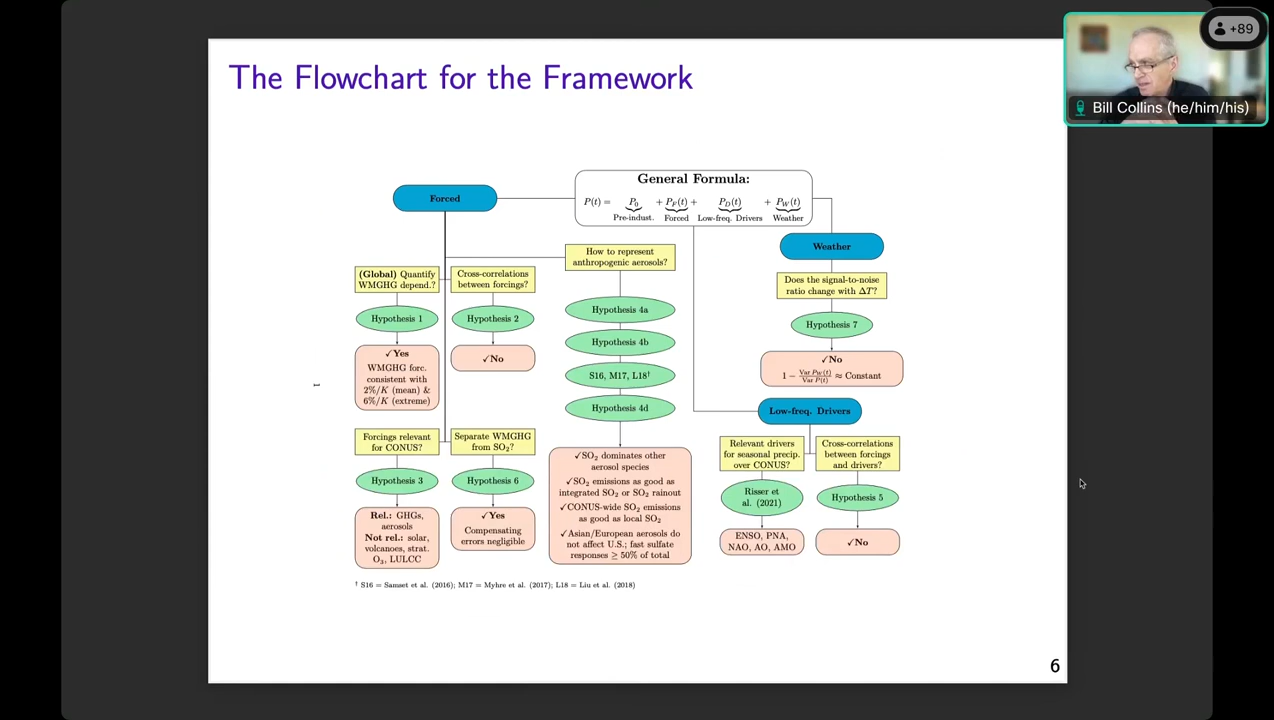 The Flowchart for the Framework
+89
Bill Collins (he/him/his)
General Formula:
P(t) = P₀ + P_F(t) + P_D(t) + P_W(t)
Pre-indust. Forced Low-freq. Drivers Weather
Forced
(Global) Quantify
WMGHG depend.?
Hypothesis 1
✓Yes
WMGHG forc.
consistent with
2%/K (mean) &
6%/K (extreme)
Cross-correlations
between forcings?
Hypothesis 2
✓No
Forcings relevant
for CONUS?
Hypothesis 3
Rel.: GHGs,
aerosols
Not rel.: solar,
volcanoes, strat.
O₃, LULCC
Separate WMGHG
from SO₂?
Hypothesis 6
✓Yes
Compensating
errors negligible
How to represent
anthropogenic aerosols?
Hypothesis 4a
Hypothesis 4b
S16, M17, L18†
Hypothesis 4d
✓SO₂ dominates other
aerosol species
✓SO₂ emissions as good as
integrated SO₂ or SO₂ rainout
✓CONUS-wide SO₂ emissions
as good as local SO₂
✓Asian/European aerosols do
not affect U.S.; fast sulfate
responses ≥ 50% of total
Weather
Does the signal-to-noise
ratio change with ΔT?
Hypothesis 7
✓No
1 − Var P_W(t) / Var P(t) ≈ Constant
Low-freq. Drivers
Relevant drivers
for seasonal precip.
over CONUS?
Risser et
al. (2021)
ENSO, PNA,
NAO, AO, AMO
Cross-correlations
between forcings
and drivers?
Hypothesis 5
✓No
1
† S16 = Samset et al. (2016); M17 = Myhre et al. (2017); L18 = Liu et al. (2018)
6